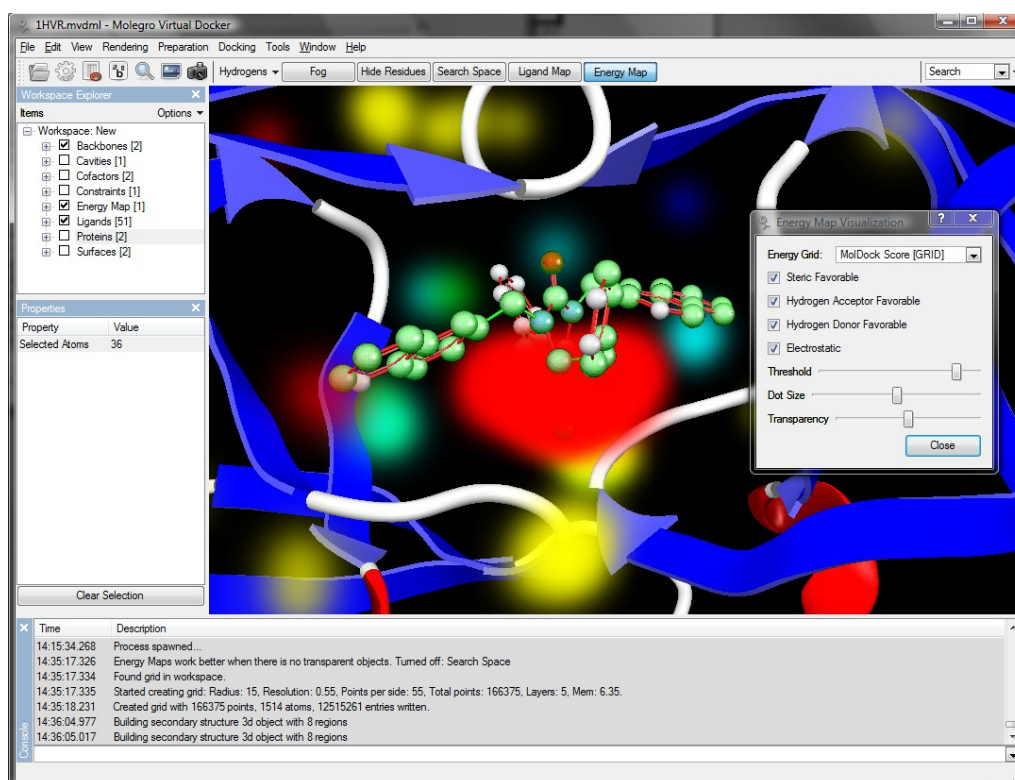 1HVR.mvdml - Molegro Virtual Docker
File Edit View Rendering Preparation Docking Tools Window Help
Hydrogens Fog Hide Residues Search Space Ligand Map Energy Map Search
Workspace Explorer
Items Options
Workspace: New
Backbones [2]
Cavities [1]
Cofactors [2]
Constraints [1]
Energy Map [1]
Ligands [51]
Proteins [2]
Surfaces [2]
Properties
Property Value
Selected Atoms 36
Clear Selection
Energy Map Visualization
Energy Grid: MolDock Score [GRID]
Steric Favorable
Hydrogen Acceptor Favorable
Hydrogen Donor Favorable
Electrostatic
Threshold
Dot Size
Transparency
Close
Console
Time Description
14:15:34.268 Process spawned...
14:35:17.326 Energy Maps work better when there is no transparent objects. Turned off: Search Space
14:35:17.334 Found grid in workspace.
14:35:17.335 Started creating grid: Radius: 15, Resolution: 0.55, Points per side: 55, Total points: 166375, Layers: 5, Mem: 6.35.
14:35:18.231 Created grid with 166375 points, 1514 atoms, 12515261 entries written.
14:36:04.977 Building secondary structure 3d object with 8 regions
14:36:05.017 Building secondary structure 3d object with 8 regions